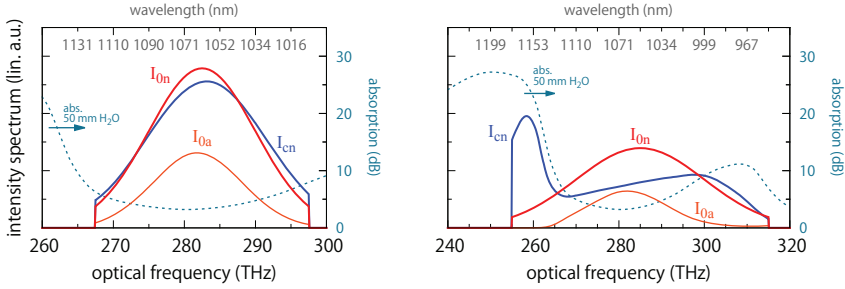 wavelength (nm)
1131 1110 1090 1071 1052 1034 1016
intensity spectrum (lin. a.u.)
I0n
Icn
I0a
abs.
50 mm H2O
30
20
10
0
absorption (dB)
260 270 280 290 300
optical frequency (THz)
wavelength (nm)
1199 1153 1110 1071 1034 999 967
abs.
50 mm H2O
Icn
I0n
I0a
30
20
10
0
absorption (dB)
240 260 280 300 320
optical frequency (THz)